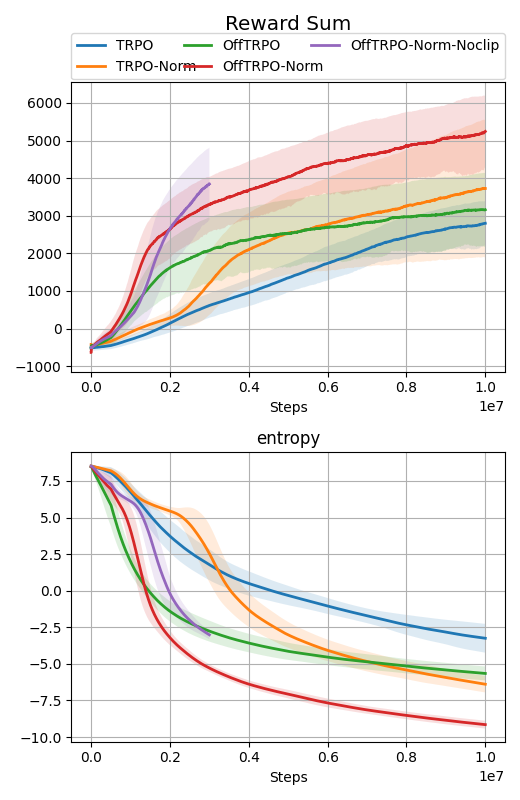 Reward Sum
TRPO OffTRPO OffTRPO-Norm-Noclip
TRPO-Norm OffTRPO-Norm
6000
5000
4000
3000
2000
1000
0
−1000
0.0 0.2 0.4 0.6 0.8 1.0
Steps 1e7
entropy
7.5
5.0
2.5
0.0
−2.5
−5.0
−7.5
−10.0
0.0 0.2 0.4 0.6 0.8 1.0
Steps 1e7